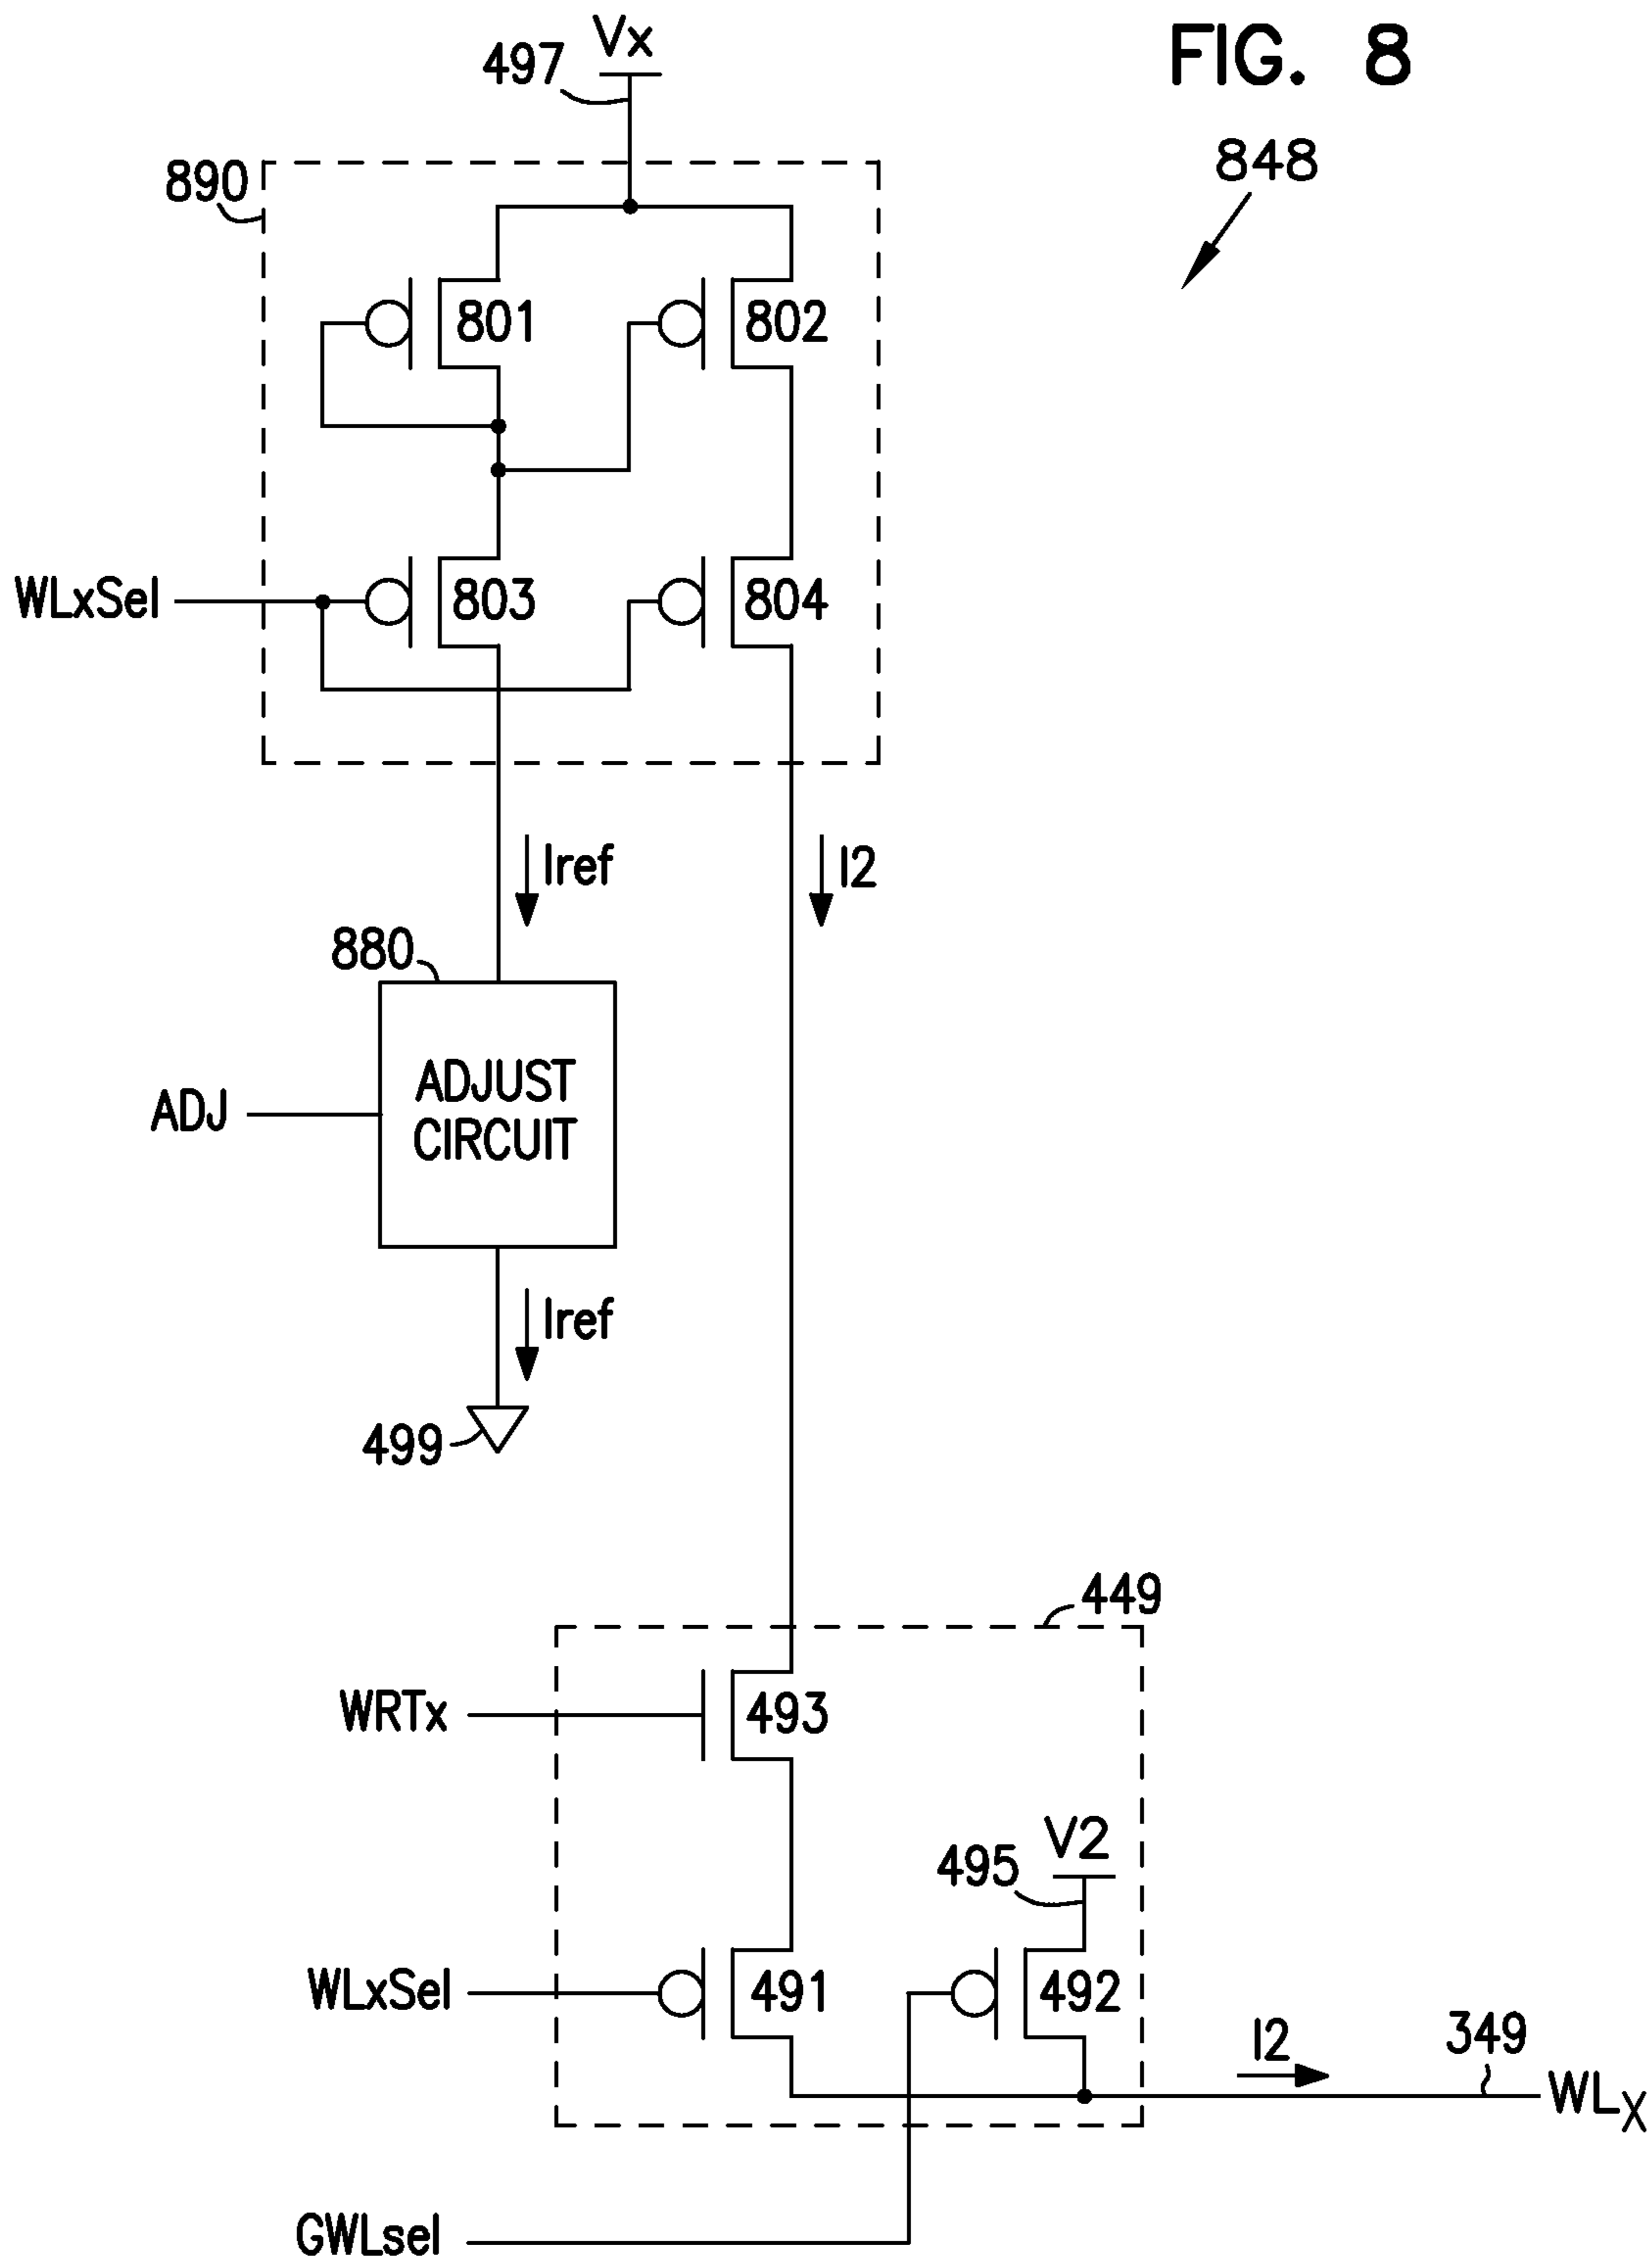 FIG. 8
Vx
497
848
890
801
802
WLxSel
803
804
Iref
I2
880
ADJUST
CIRCUIT
ADJ
Iref
499
449
WRTx
493
V2
495
WLxSel
491
492
I2
349
WLX
GWLsel